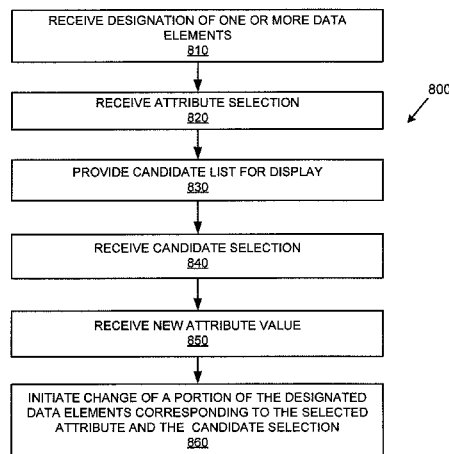 RECEIVE DESIGNATION OF ONE OR MORE DATA
ELEMENTS
810
800
RECEIVE ATTRIBUTE SELECTION
820
PROVIDE CANDIDATE LIST FOR DISPLAY
830
RECEIVE CANDIDATE SELECTION
840
RECEIVE NEW ATTRIBUTE VALUE
850
INITIATE CHANGE OF A PORTION OF THE DESIGNATED
DATA ELEMENTS CORRESPONDING TO THE SELECTED
ATTRIBUTE AND THE CANDIDATE SELECTION
860